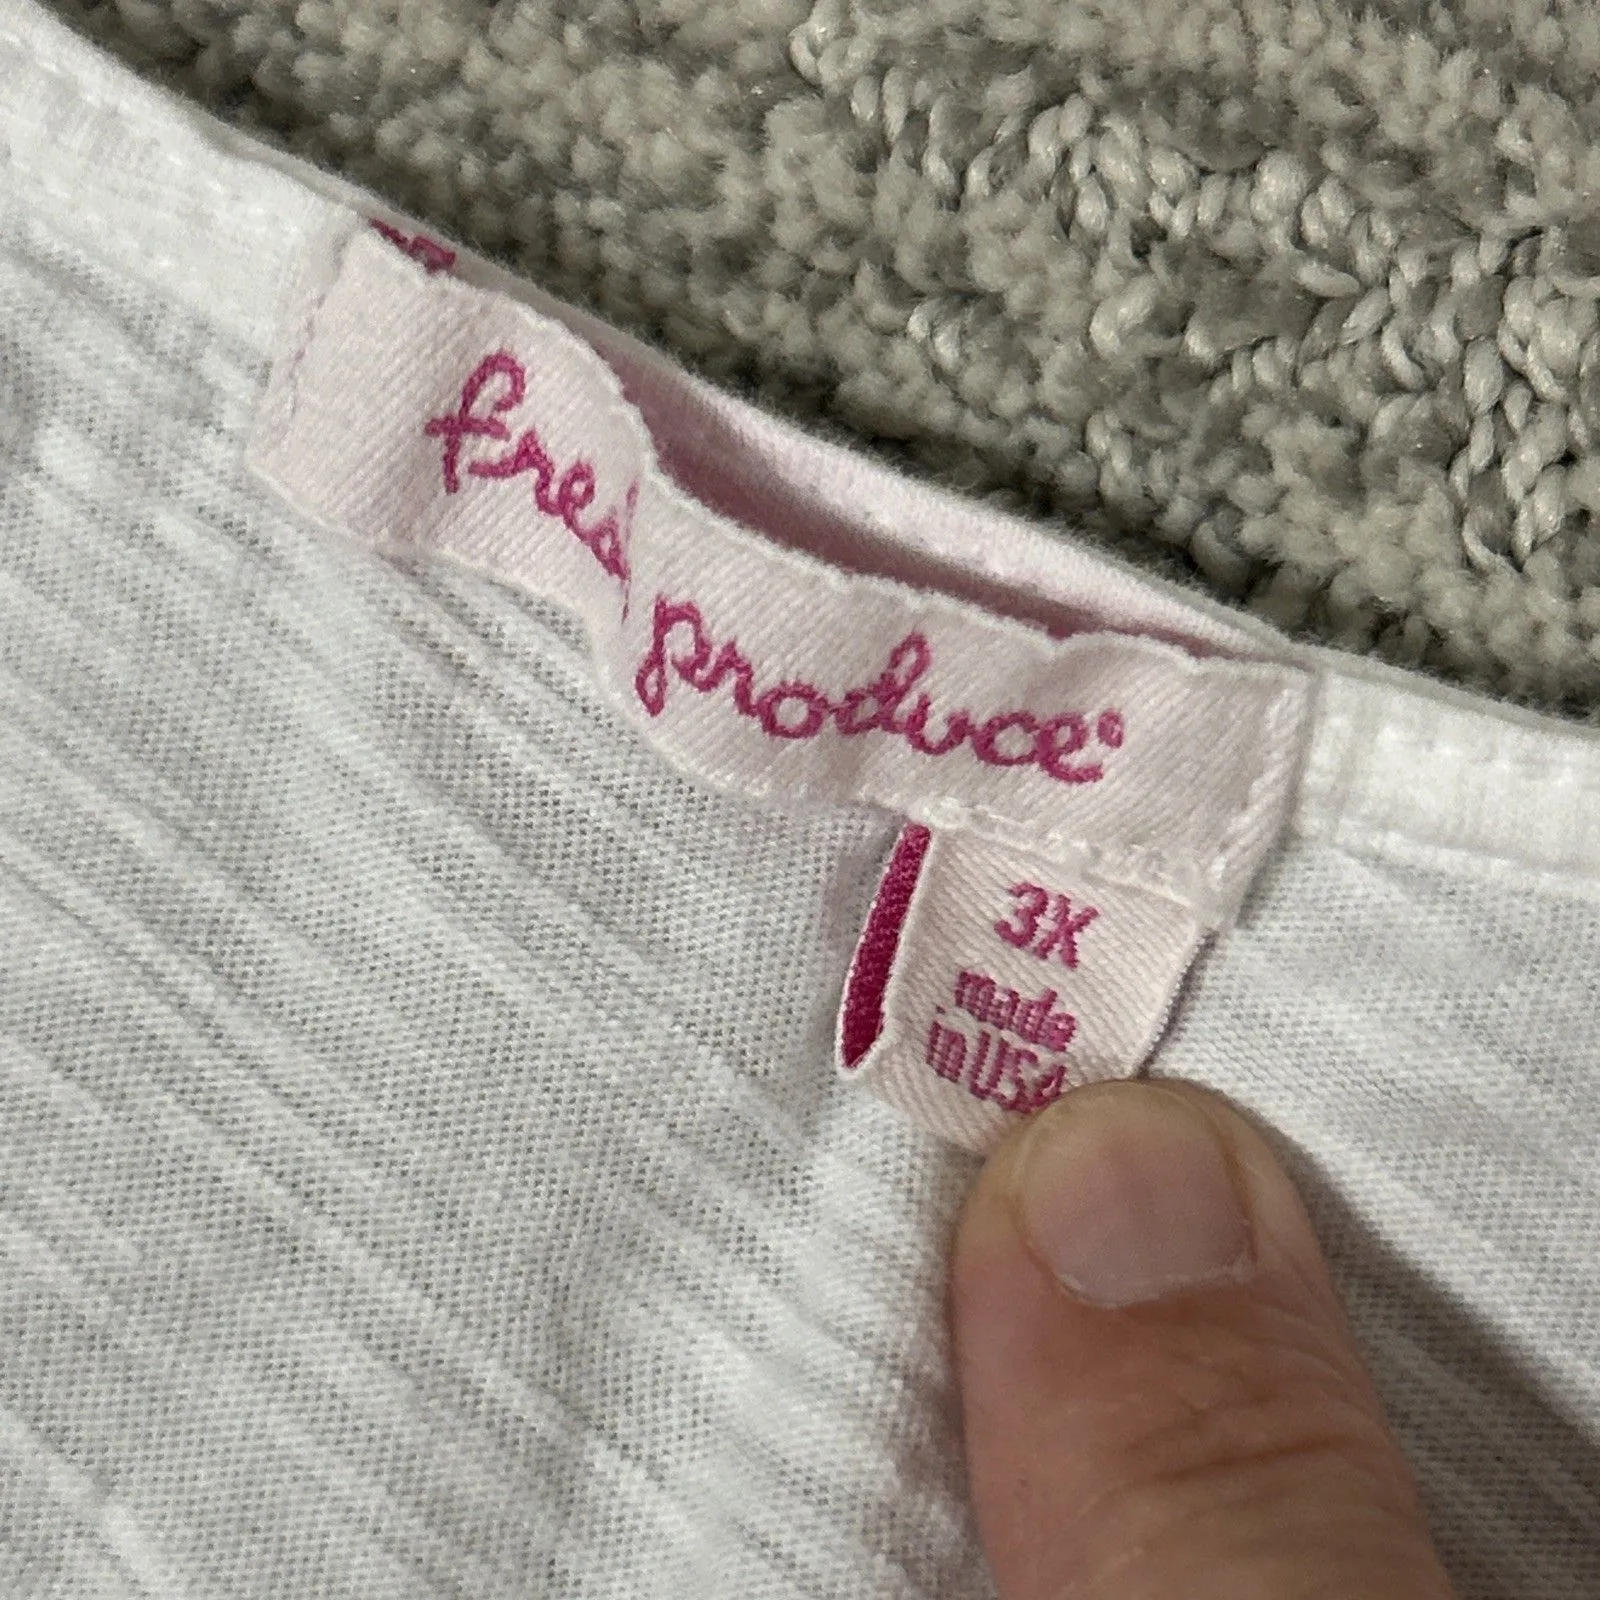 fresh produce®
3X
made
in USA